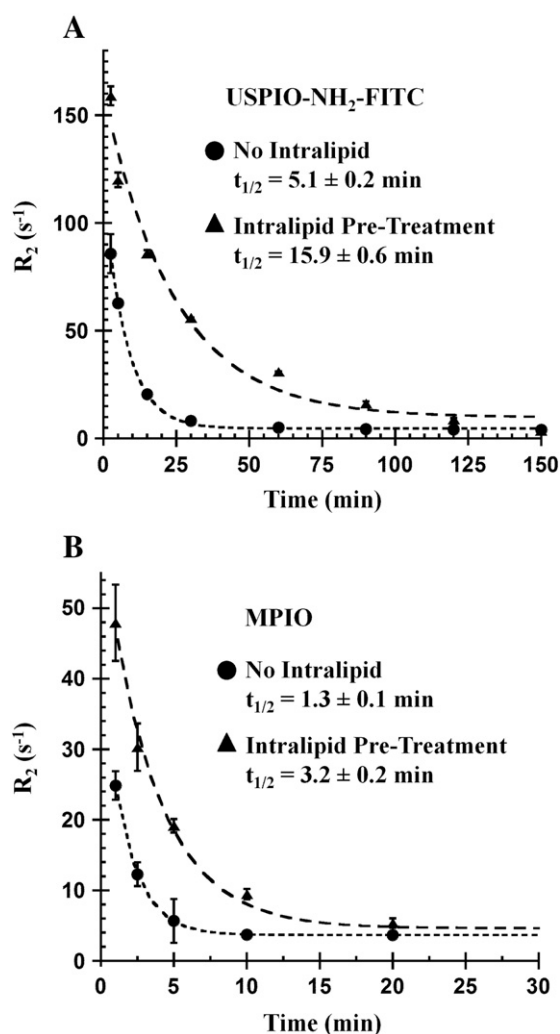 A
USPIO-NH₂-FITC
No Intralipid
t₁/₂ = 5.1 ± 0.2 min
Intralipid Pre-Treatment
t₁/₂ = 15.9 ± 0.6 min
R₂ (s⁻¹)
150
100
50
0
0 25 50 75 100 125 150
Time (min)
B
MPIO
No Intralipid
t₁/₂ = 1.3 ± 0.1 min
Intralipid Pre-Treatment
t₁/₂ = 3.2 ± 0.2 min
R₂ (s⁻¹)
50
40
30
20
10
0
0 5 10 15 20 25 30
Time (min)